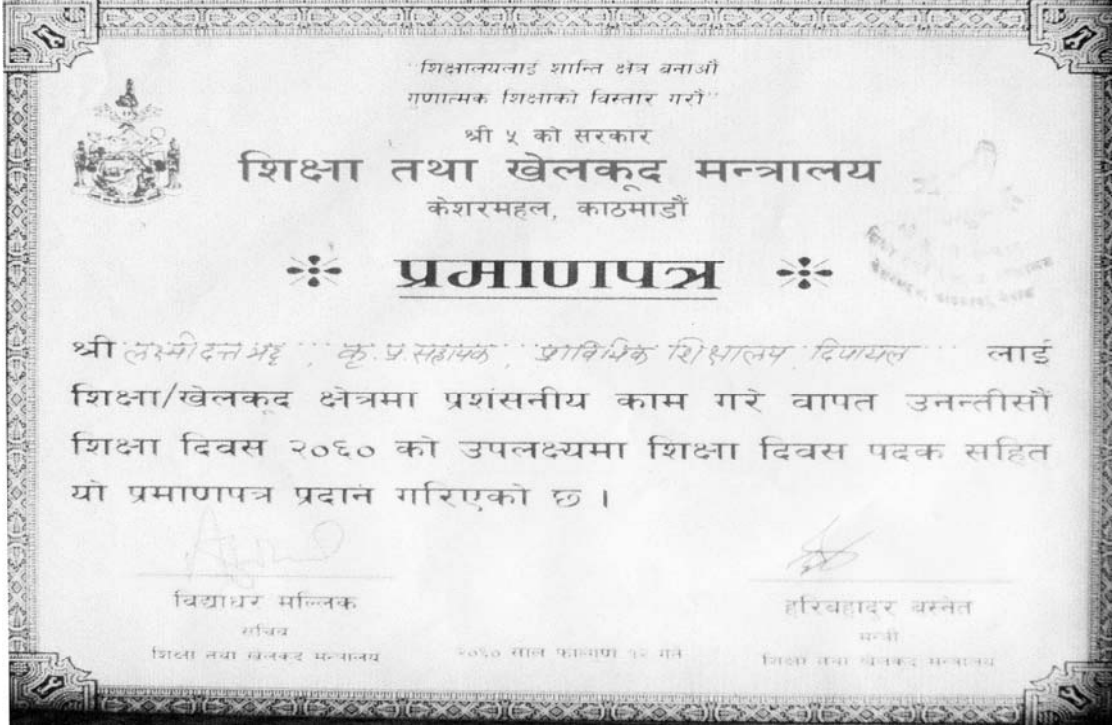 "शिक्षालयलाई शान्ति क्षेत्र बनाऔं
गुणात्मक शिक्षाको विस्तार गरौं"
श्री ५ को सरकार
शिक्षा तथा खेलकूद मन्त्रालय
केशरमहल, काठमाडौं
प्रमाणपत्र
श्री लक्ष्मीदत्त भट्ट, कृ.प्र.सहायक, प्राविधिक शिक्षालय दिपायल लाई
शिक्षा/खेलकूद क्षेत्रमा प्रशंसनीय काम गरे वापत उनन्तीसौं
शिक्षा दिवस २०६० को उपलक्ष्यमा शिक्षा दिवस पदक सहित
यो प्रमाणपत्र प्रदान गरिएको छ ।
विद्याधर मल्लिक
सचिव
शिक्षा तथा खेलकूद मन्त्रालय
२०६० साल फाल्गुण १२ गते
हरिबहादुर बस्नेत
मन्त्री
शिक्षा तथा खेलकूद मन्त्रालय